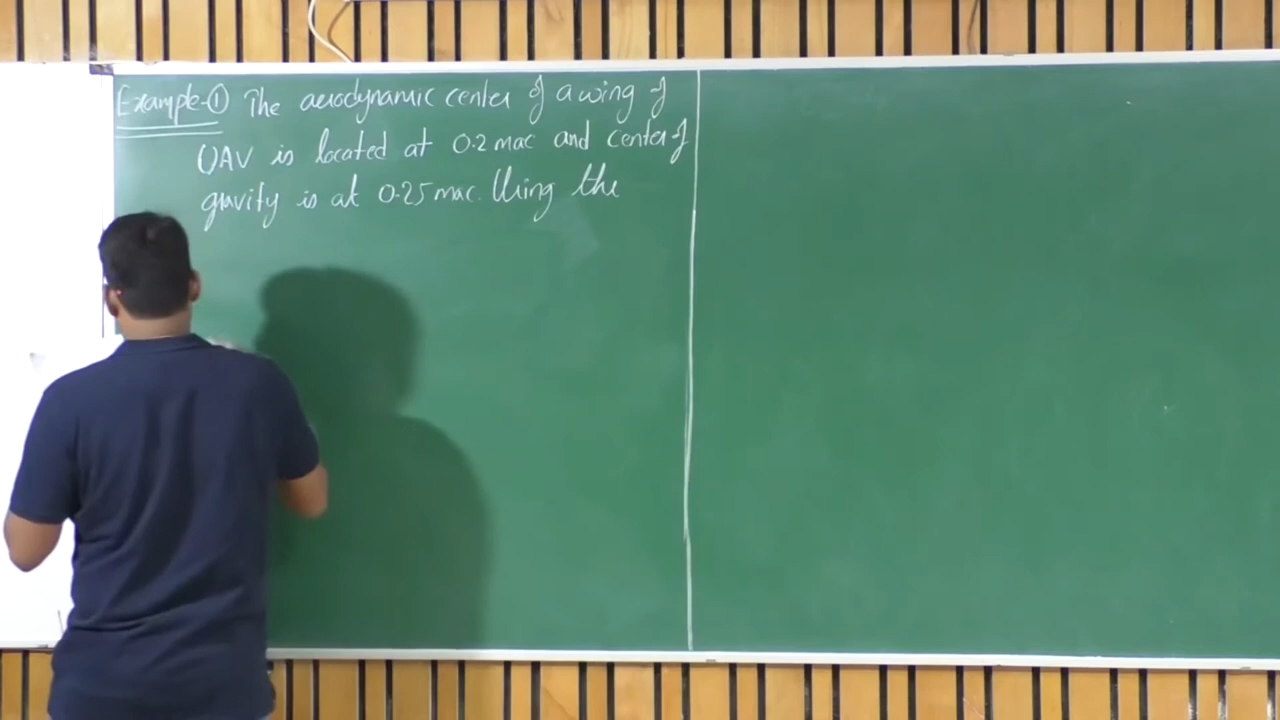 Example-① The aerodynamic center of a wing of
UAV is located at 0.2 mac and center of
gravity is at 0.25 mac. Using the